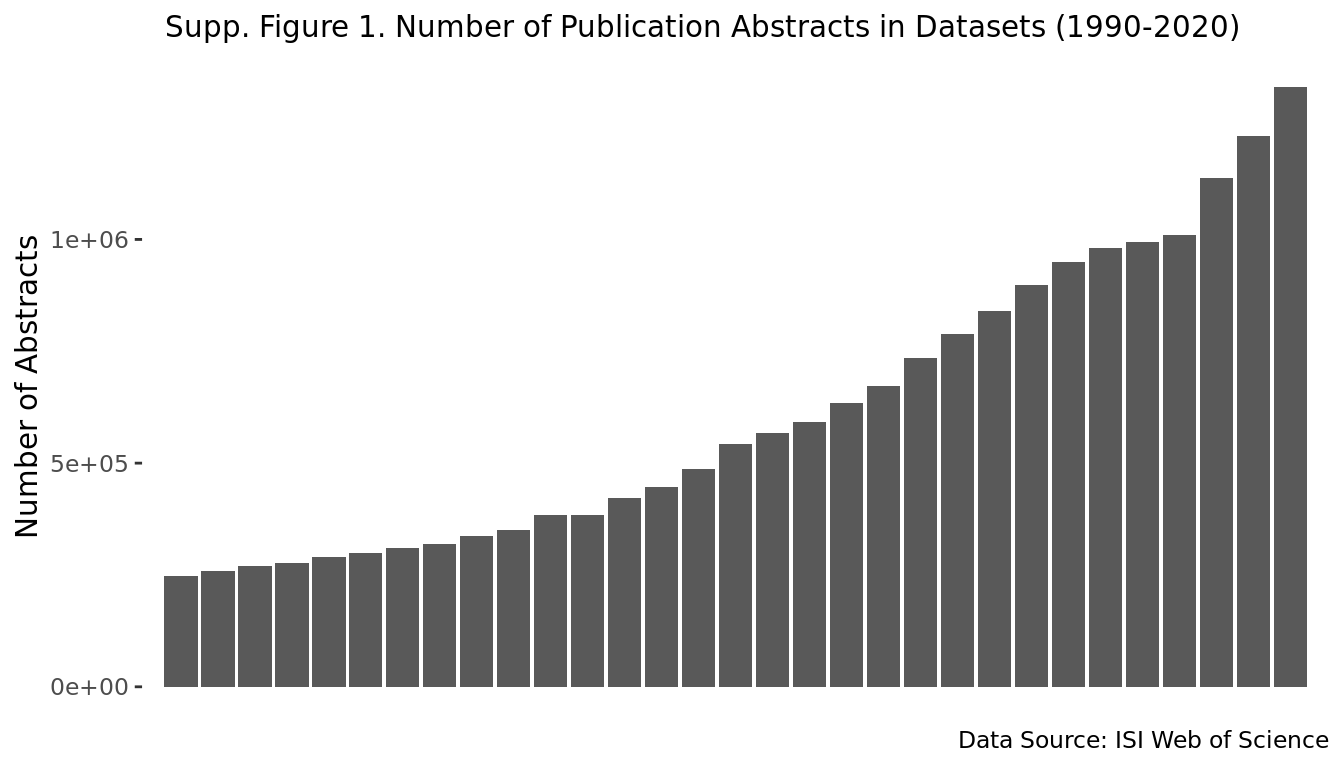 Supp. Figure 1. Number of Publication Abstracts in Datasets (1990-2020)
Number of Abstracts
1e+06
5e+05
0e+00
Data Source: ISI Web of Science